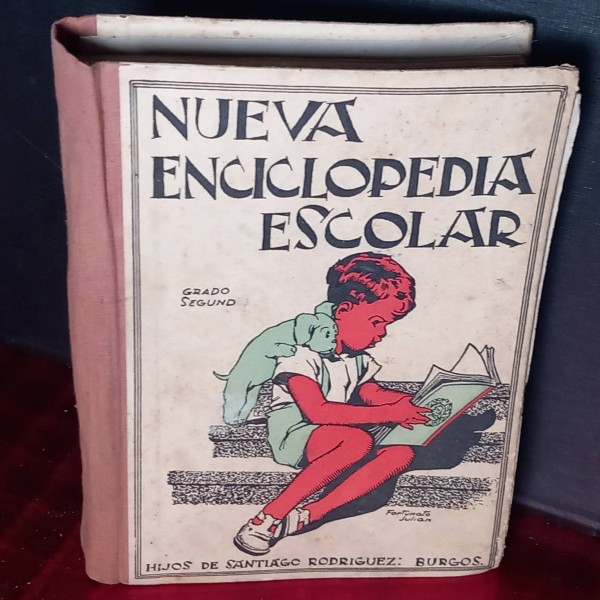 NUEVA
ENCICLOPEDIA
ESCOLAR
GRADO
SEGUND
Fortunato
Julian
HIJOS DE SANTIAGO RODRIGUEZ: BURGOS.